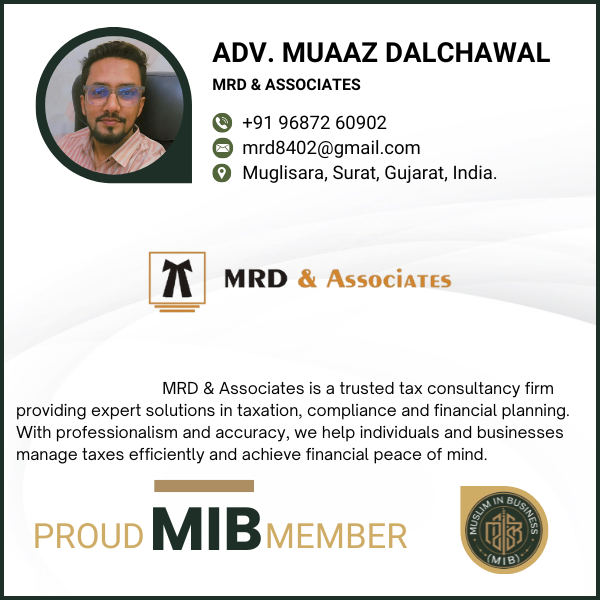 ADV. MUAAZ DALCHAWAL
MRD & ASSOCIATES
+91 96872 60902
mrd8402@gmail.com
Muglisara, Surat, Gujarat, India.
MRD & Associates
MRD & Associates is a trusted tax consultancy firm
providing expert solutions in taxation, compliance and financial planning.
With professionalism and accuracy, we help individuals and businesses
manage taxes efficiently and achieve financial peace of mind.
PROUD MIB MEMBER
MUSLIM IN BUSINESS
(MIB)